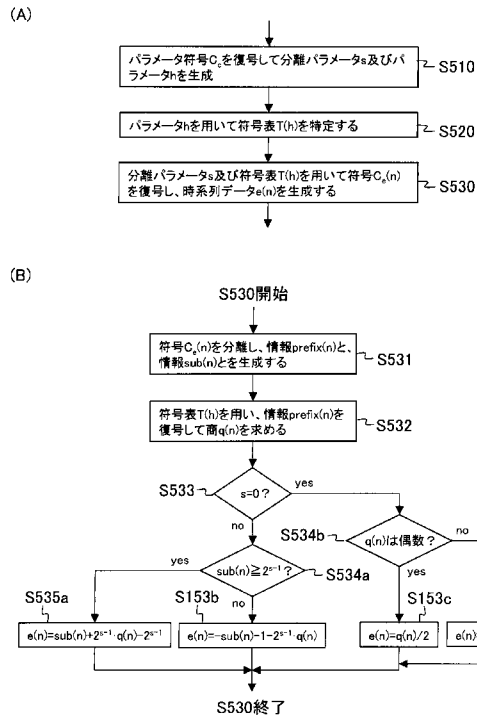 (A)
パラメータ符号C_cを復号して分離パラメータs及びパ
ラメータhを生成
S510
パラメータhを用いて符号表T(h)を特定する
S520
分離パラメータs及び符号表T(h)を用いて符号C_e(n)
を復号し、時系列データe(n)を生成する
S530
(B)
S530開始
符号C_e(n)を分離し、情報prefix(n)と、
情報sub(n)とを生成する
S531
符号表T(h)を用い、情報prefix(n)を
復号して商q(n)を求める
S532
S533
s=0？
yes
no
S534b
q(n)は偶数？
no
yes
yes
sub(n)≧2^{s-1}？
S534a
no
S535a
S153b
S153c
e(n)=sub(n)+2^{s-1}·q(n)-2^{s-1}
e(n)=-sub(n)-1-2^{s-1}·q(n)
e(n)=q(n)/2
e(n)=
S530終了